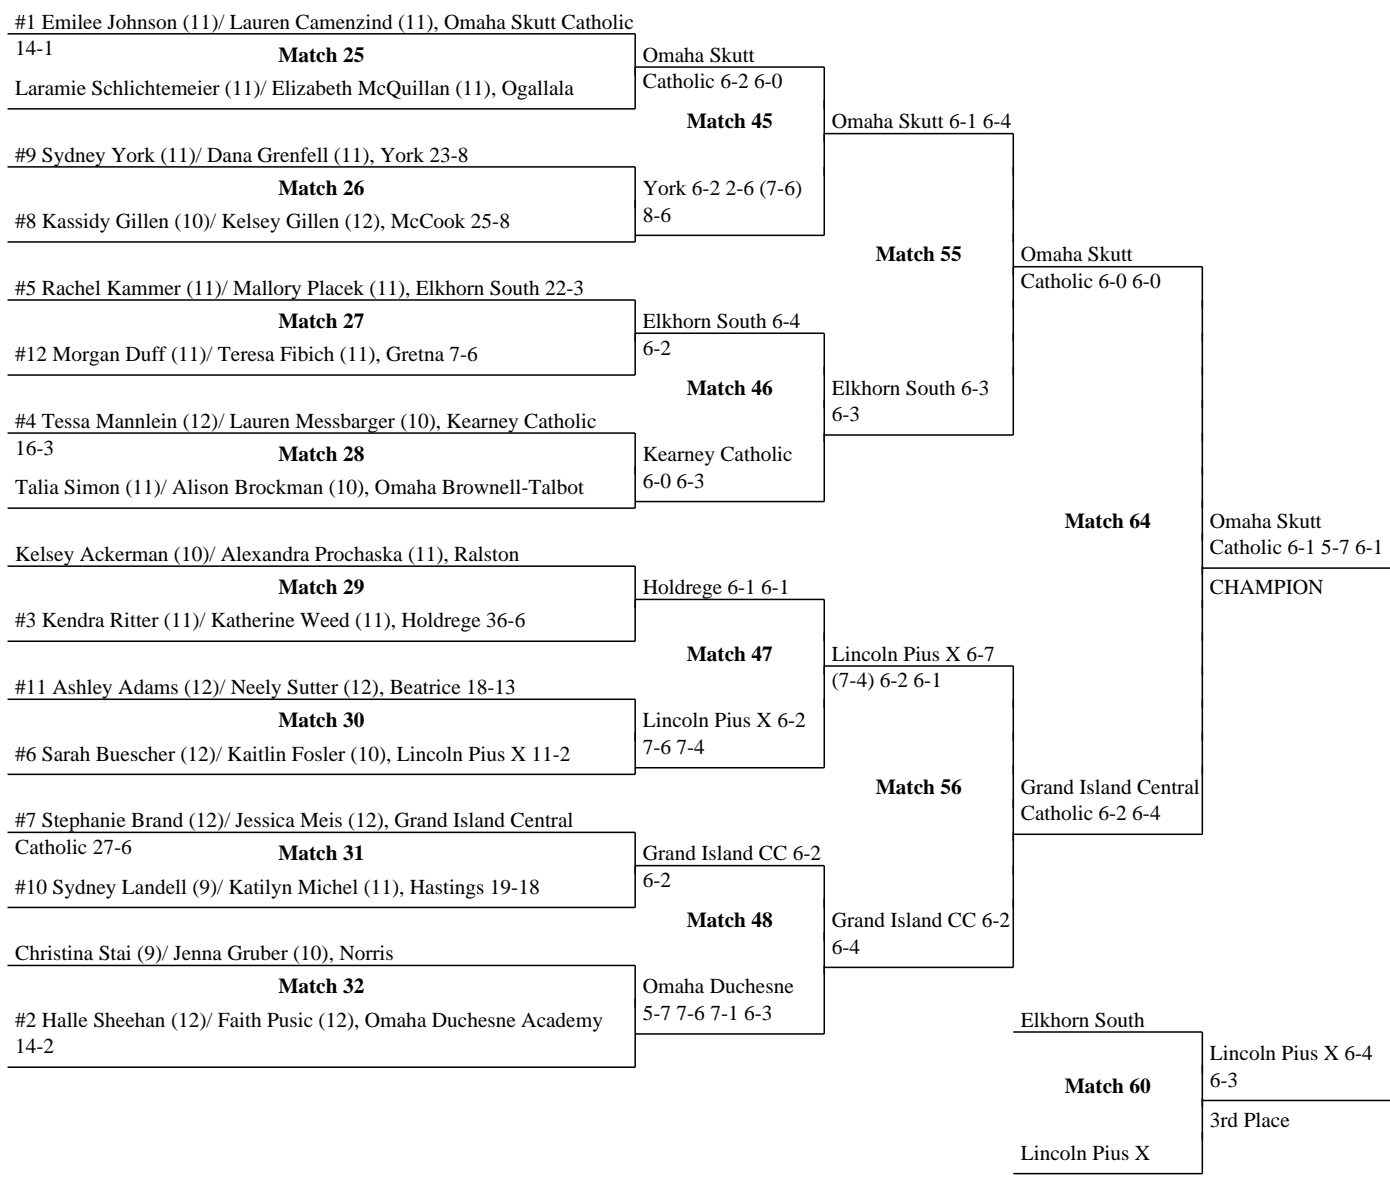 #1 Emilee Johnson (11)/ Lauren Camenzind (11), Omaha Skutt Catholic
14-1
Match 25
Laramie Schlichtemeier (11)/ Elizabeth McQuillan (11), Ogallala
Omaha Skutt
Catholic 6-2 6-0
Match 45
Omaha Skutt 6-1 6-4
#9 Sydney York (11)/ Dana Grenfell (11), York 23-8
Match 26
#8 Kassidy Gillen (10)/ Kelsey Gillen (12), McCook 25-8
York 6-2 2-6 (7-6)
8-6
Match 55
Omaha Skutt
Catholic 6-0 6-0
#5 Rachel Kammer (11)/ Mallory Placek (11), Elkhorn South 22-3
Match 27
#12 Morgan Duff (11)/ Teresa Fibich (11), Gretna 7-6
Elkhorn South 6-4
6-2
Match 46
Elkhorn South 6-3
6-3
#4 Tessa Mannlein (12)/ Lauren Messbarger (10), Kearney Catholic
16-3
Match 28
Talia Simon (11)/ Alison Brockman (10), Omaha Brownell-Talbot
Kearney Catholic
6-0 6-3
Match 64
Omaha Skutt
Catholic 6-1 5-7 6-1
CHAMPION
Kelsey Ackerman (10)/ Alexandra Prochaska (11), Ralston
Match 29
#3 Kendra Ritter (11)/ Katherine Weed (11), Holdrege 36-6
Holdrege 6-1 6-1
Match 47
Lincoln Pius X 6-7
(7-4) 6-2 6-1
#11 Ashley Adams (12)/ Neely Sutter (12), Beatrice 18-13
Match 30
#6 Sarah Buescher (12)/ Kaitlin Fosler (10), Lincoln Pius X 11-2
Lincoln Pius X 6-2
7-6 7-4
Match 56
Grand Island Central
Catholic 6-2 6-4
#7 Stephanie Brand (12)/ Jessica Meis (12), Grand Island Central
Catholic 27-6
Match 31
#10 Sydney Landell (9)/ Katilyn Michel (11), Hastings 19-18
Grand Island CC 6-2
6-2
Match 48
Grand Island CC 6-2
6-4
Christina Stai (9)/ Jenna Gruber (10), Norris
Match 32
#2 Halle Sheehan (12)/ Faith Pusic (12), Omaha Duchesne Academy
14-2
Omaha Duchesne
5-7 7-6 7-1 6-3
Elkhorn South
Match 60
Lincoln Pius X
Lincoln Pius X 6-4
6-3
3rd Place